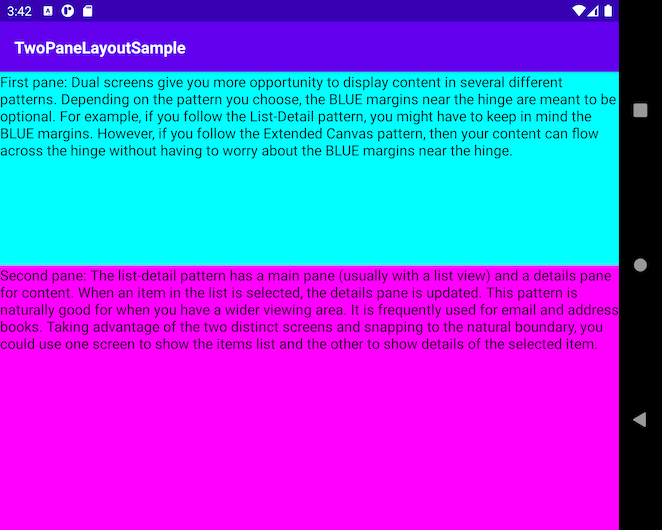 3:42
TwoPaneLayoutSample
First pane: Dual screens give you more opportunity to display content in several different
patterns. Depending on the pattern you choose, the BLUE margins near the hinge are meant to be
optional. For example, if you follow the List-Detail pattern, you might have to keep in mind the
BLUE margins. However, if you follow the Extended Canvas pattern, then your content can flow
across the hinge without having to worry about the BLUE margins near the hinge.
Second pane: The list-detail pattern has a main pane (usually with a list view) and a details pane
for content. When an item in the list is selected, the details pane is updated. This pattern is
naturally good for when you have a wider viewing area. It is frequently used for email and address
books. Taking advantage of the two distinct screens and snapping to the natural boundary, you
could use one screen to show the items list and the other to show details of the selected item.